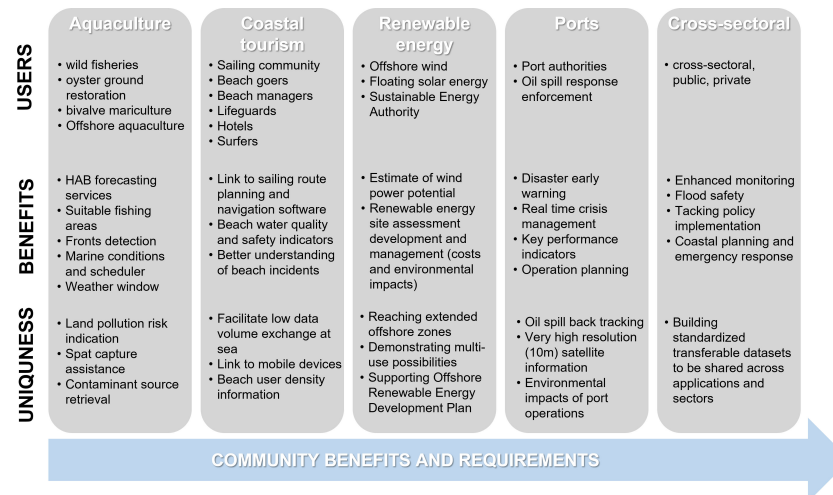 Aquaculture
Coastal
tourism
Renewable
energy
Ports
Cross-sectoral
USERS
• wild fisheries
• oyster ground
restoration
• bivalve mariculture
• Offshore aquaculture
• Sailing community
• Beach goers
• Beach managers
• Lifeguards
• Hotels
• Surfers
• Offshore wind
• Floating solar energy
• Sustainable Energy
Authority
• Port authorities
• Oil spill response
enforcement
• cross-sectoral,
public, private
BENEFITS
• HAB forecasting
services
• Suitable fishing
areas
• Fronts detection
• Marine conditions
and scheduler
• Weather window
• Link to sailing route
planning and
navigation software
• Beach water quality
and safety indicators
• Better understanding
of beach incidents
• Estimate of wind
power potential
• Renewable energy
site assessment
development and
management (costs
and environmental
impacts)
• Disaster early
warning
• Real time crisis
management
• Key performance
indicators
• Operation planning
• Enhanced monitoring
• Flood safety
• Tacking policy
implementation
• Coastal planning and
emergency response
UNIQUNESS
• Land pollution risk
indication
• Spat capture
assistance
• Contaminant source
retrieval
• Facilitate low data
volume exchange at
sea
• Link to mobile devices
• Beach user density
information
• Reaching extended
offshore zones
• Demonstrating multi-
use possibilities
• Supporting Offshore
Renewable Energy
Development Plan
• Oil spill back tracking
• Very high resolution
(10m) satellite
information
• Environmental
impacts of port
operations
• Building
standardized
transferable datasets
to be shared across
applications and
sectors
COMMUNITY BENEFITS AND REQUIREMENTS